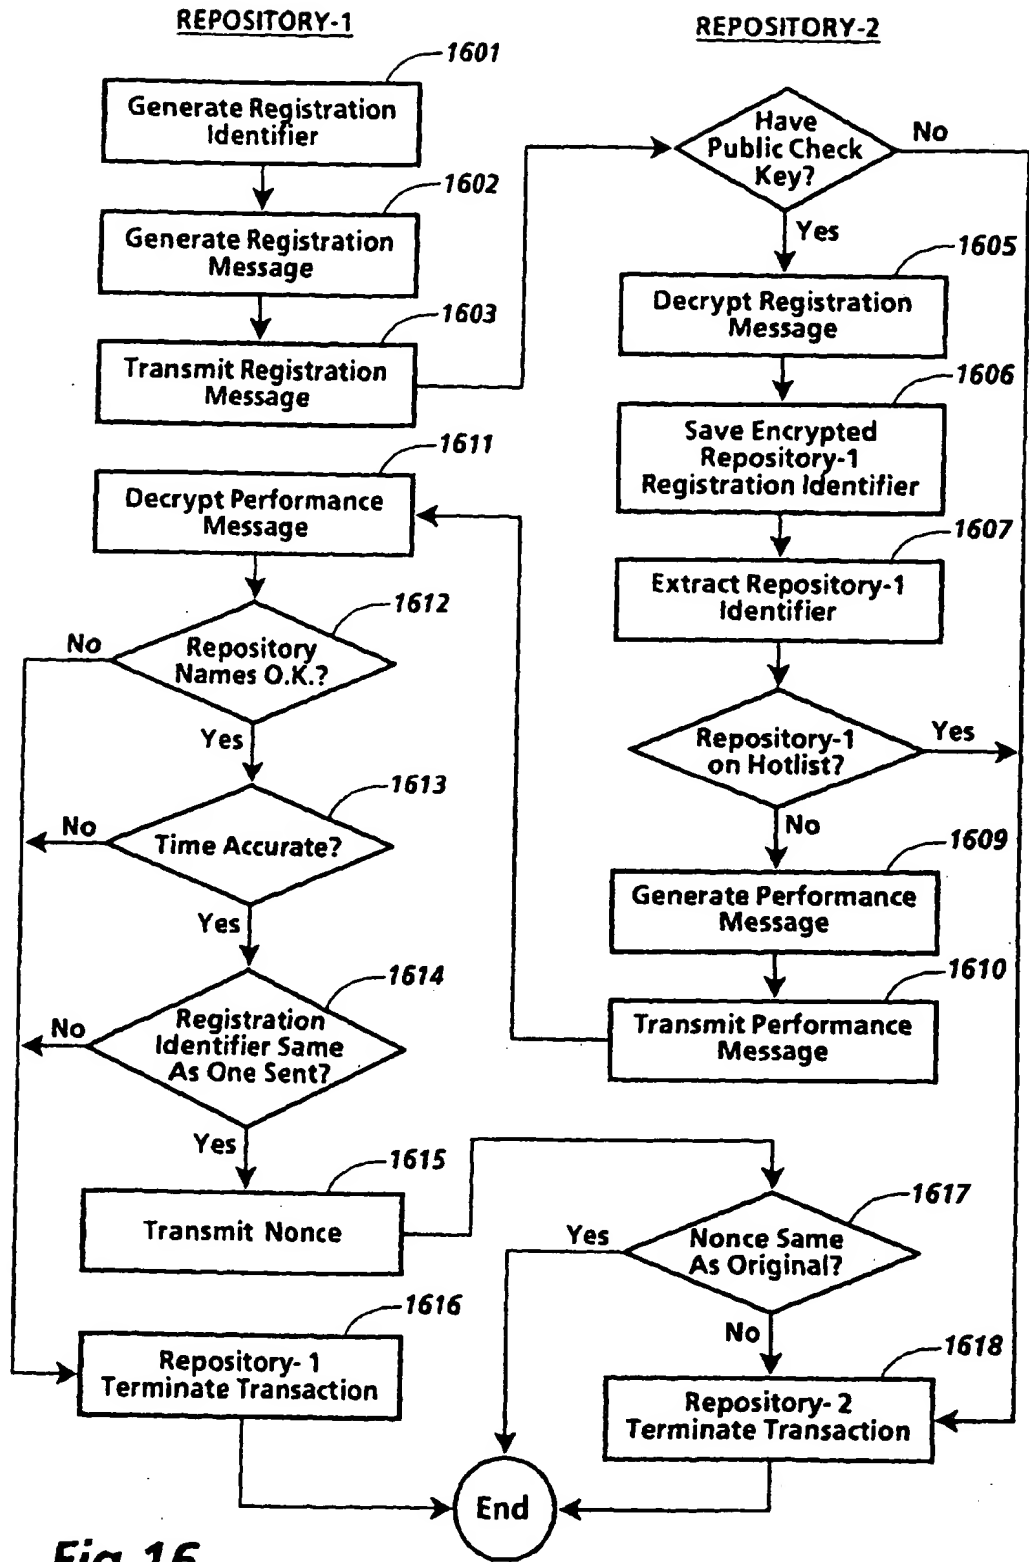 REPOSITORY-1
1601
Generate Registration
Identifier
1602
Generate Registration
Message
1603
Transmit Registration
Message
1611
Decrypt Performance
Message
1612
Repository
Names O.K.?
No
Yes
1613
Time Accurate?
No
Yes
1614
Registration
Identifier Same
As One Sent?
No
Yes
1615
Transmit Nonce
1616
Repository- 1
Terminate Transaction
REPOSITORY-2
Have
Public Check
Key?
No
Yes
1605
Decrypt Registration
Message
1606
Save Encrypted
Repository-1
Registration Identifier
1607
Extract Repository-1
Identifier
Repository-1
on Hotlist?
Yes
No
1609
Generate Performance
Message
1610
Transmit Performance
Message
1617
Nonce Same
As Original?
Yes
No
1618
Repository- 2
Terminate Transaction
End
Fig.16